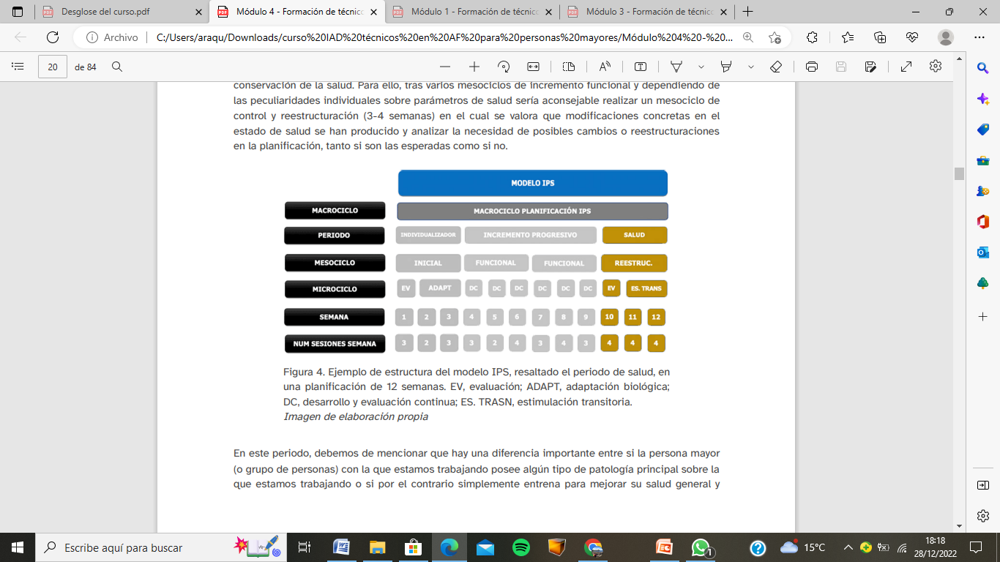 Desglose del curso.pdf
Módulo 4 - Formación de técnico
Módulo 1 - Formación de técnic
Módulo 3 - Formación de técnic
Archivo
C:/Users/araqu/Downloads/curso%20IAD%20técnicos%20en%20AF%20para%20personas%20mayores/Módulo%204%20-%20...
20
de 84
conservación de la salud. Para ello, tras varios mesociclos de incremento funcional y dependiendo de
las peculiaridades individuales sobre parámetros de salud sería aconsejable realizar un mesociclo de
control y reestructuración (3-4 semanas) en el cual se valora que modificaciones concretas en el
estado de salud se han producido y analizar la necesidad de posibles cambios o reestructuraciones
en la planificación, tanto si son las esperadas como si no.
MODELO IPS
MACROCICLO MACROCICLO PLANIFICACIÓN IPS
PERIODO INDIVIDUALIZADOR INCREMENTO PROGRESIVO SALUD
MESOCICLO INICIAL FUNCIONAL FUNCIONAL REESTRUC.
MICROCICLO EV ADAPT DC DC DC DC DC DC EV ES. TRANS
SEMANA 1 2 3 4 5 6 7 8 9 10 11 12
NUM SESIONES SEMANA 3 2 3 3 2 4 3 4 3 4 4 4
Figura 4. Ejemplo de estructura del modelo IPS, resaltado el periodo de salud, en
una planificación de 12 semanas. EV, evaluación; ADAPT, adaptación biológica;
DC, desarrollo y evaluación continua; ES. TRASN, estimulación transitoria.
Imagen de elaboración propia
En este periodo, debemos de mencionar que hay una diferencia importante entre si la persona mayor
(o grupo de personas) con la que estamos trabajando posee algún tipo de patología principal sobre la
que estamos trabajando o si por el contrario simplemente entrena para mejorar su salud general y
Escribe aquí para buscar
1
15°C
18:18
28/12/2022